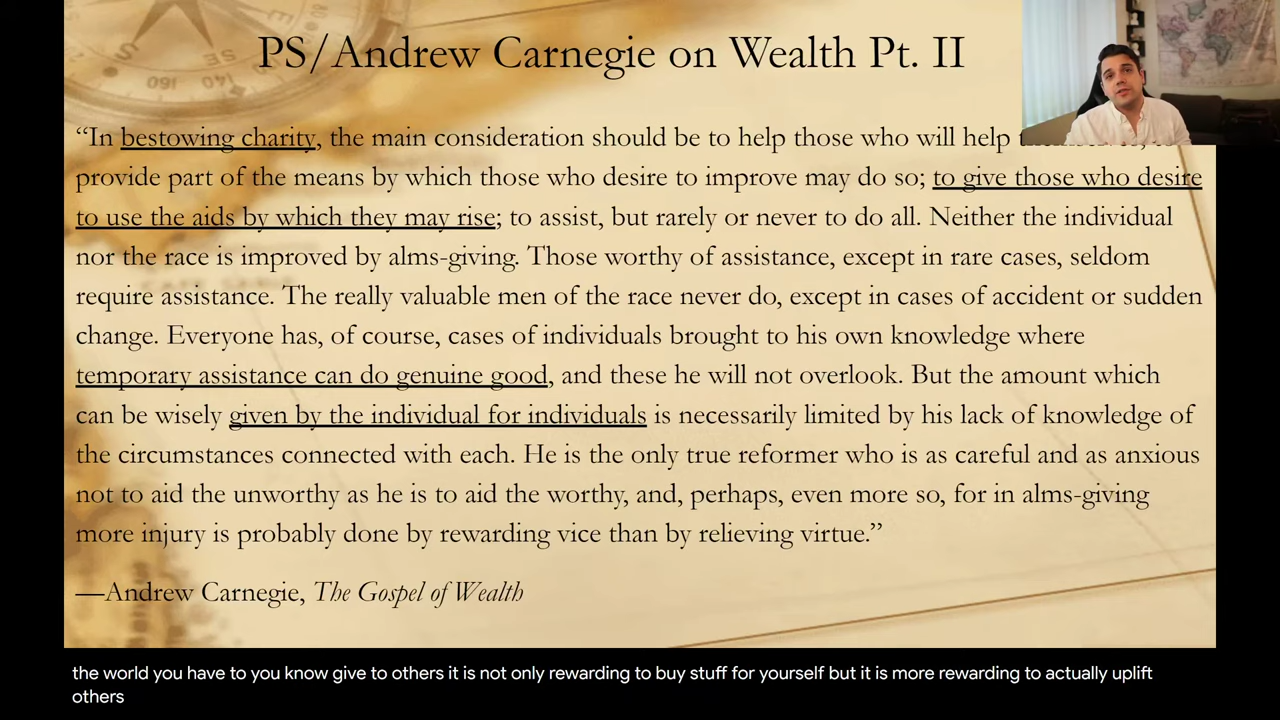 PS/Andrew Carnegie on Wealth Pt. II
“In bestowing charity, the main consideration should be to help those who will help
provide part of the means by which those who desire to improve may do so; to give those who desire
to use the aids by which they may rise; to assist, but rarely or never to do all. Neither the individual
nor the race is improved by alms-giving. Those worthy of assistance, except in rare cases, seldom
require assistance. The really valuable men of the race never do, except in cases of accident or sudden
change. Everyone has, of course, cases of individuals brought to his own knowledge where
temporary assistance can do genuine good, and these he will not overlook. But the amount which
can be wisely given by the individual for individuals is necessarily limited by his lack of knowledge of
the circumstances connected with each. He is the only true reformer who is as careful and as anxious
not to aid the unworthy as he is to aid the worthy, and, perhaps, even more so, for in alms-giving
more injury is probably done by rewarding vice than by relieving virtue.”
—Andrew Carnegie, The Gospel of Wealth
the world you have to you know give to others it is not only rewarding to buy stuff for yourself but it is more rewarding to actually uplift
others